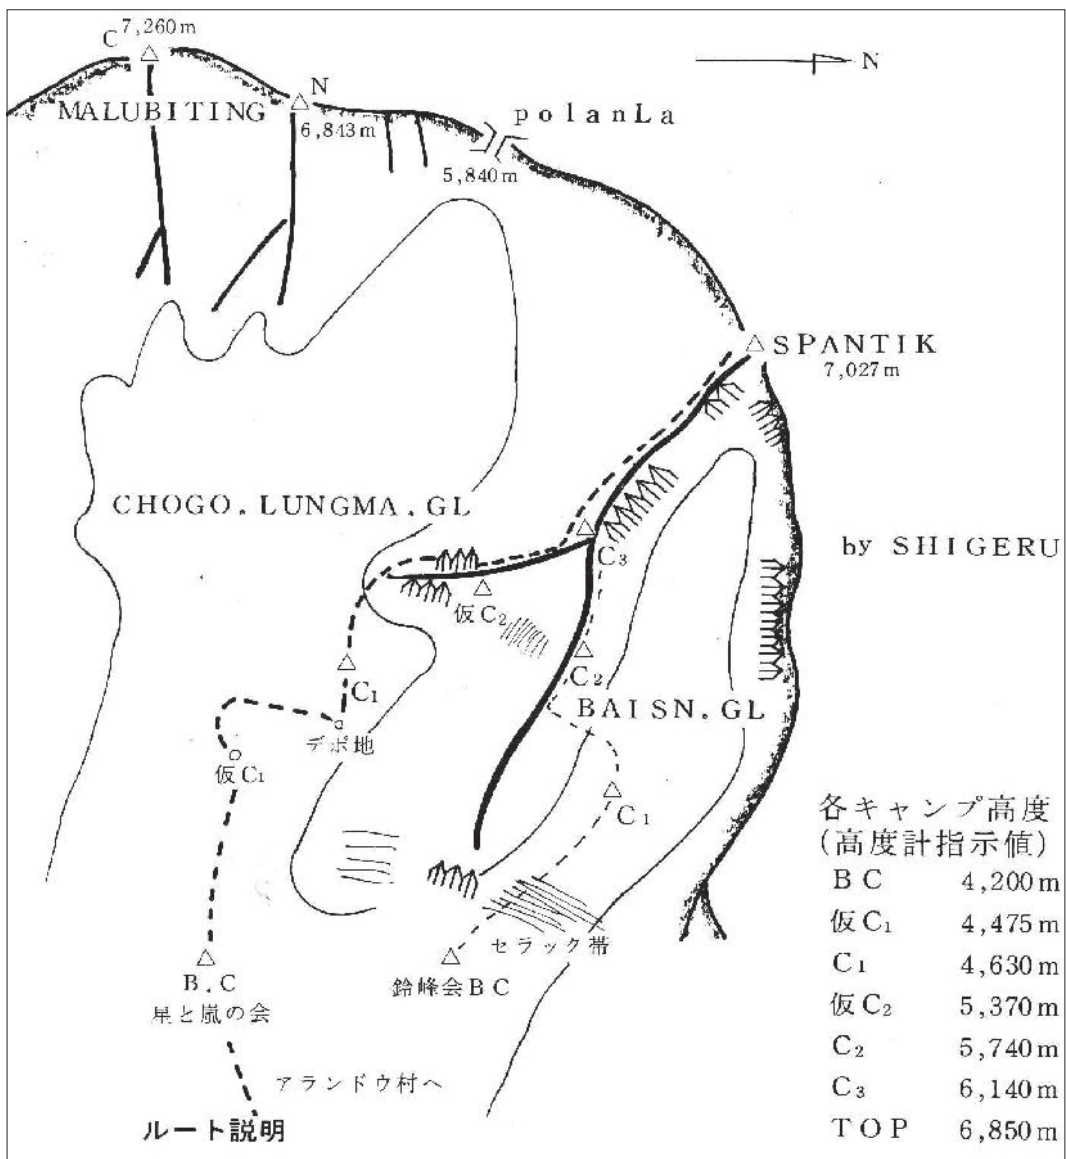 C 7,260m
N
N
MALUBITING
6,843m
polanLa
5,840m
SPANTIK
7,027m
CHOGO. LUNGMA. GL
by SHIGERU
C3
仮C2
C2
C1
BAISN. GL
デポ地
仮C1
C1
セラック帯
B.C
星と嵐の会
鈴峰会BC
アランドウ村へ
ルート説明
各キャンプ高度
(高度計指示値)
BC 4,200m
仮C1 4,475m
C1 4,630m
仮C2 5,370m
C2 5,740m
C3 6,140m
TOP 6,850m